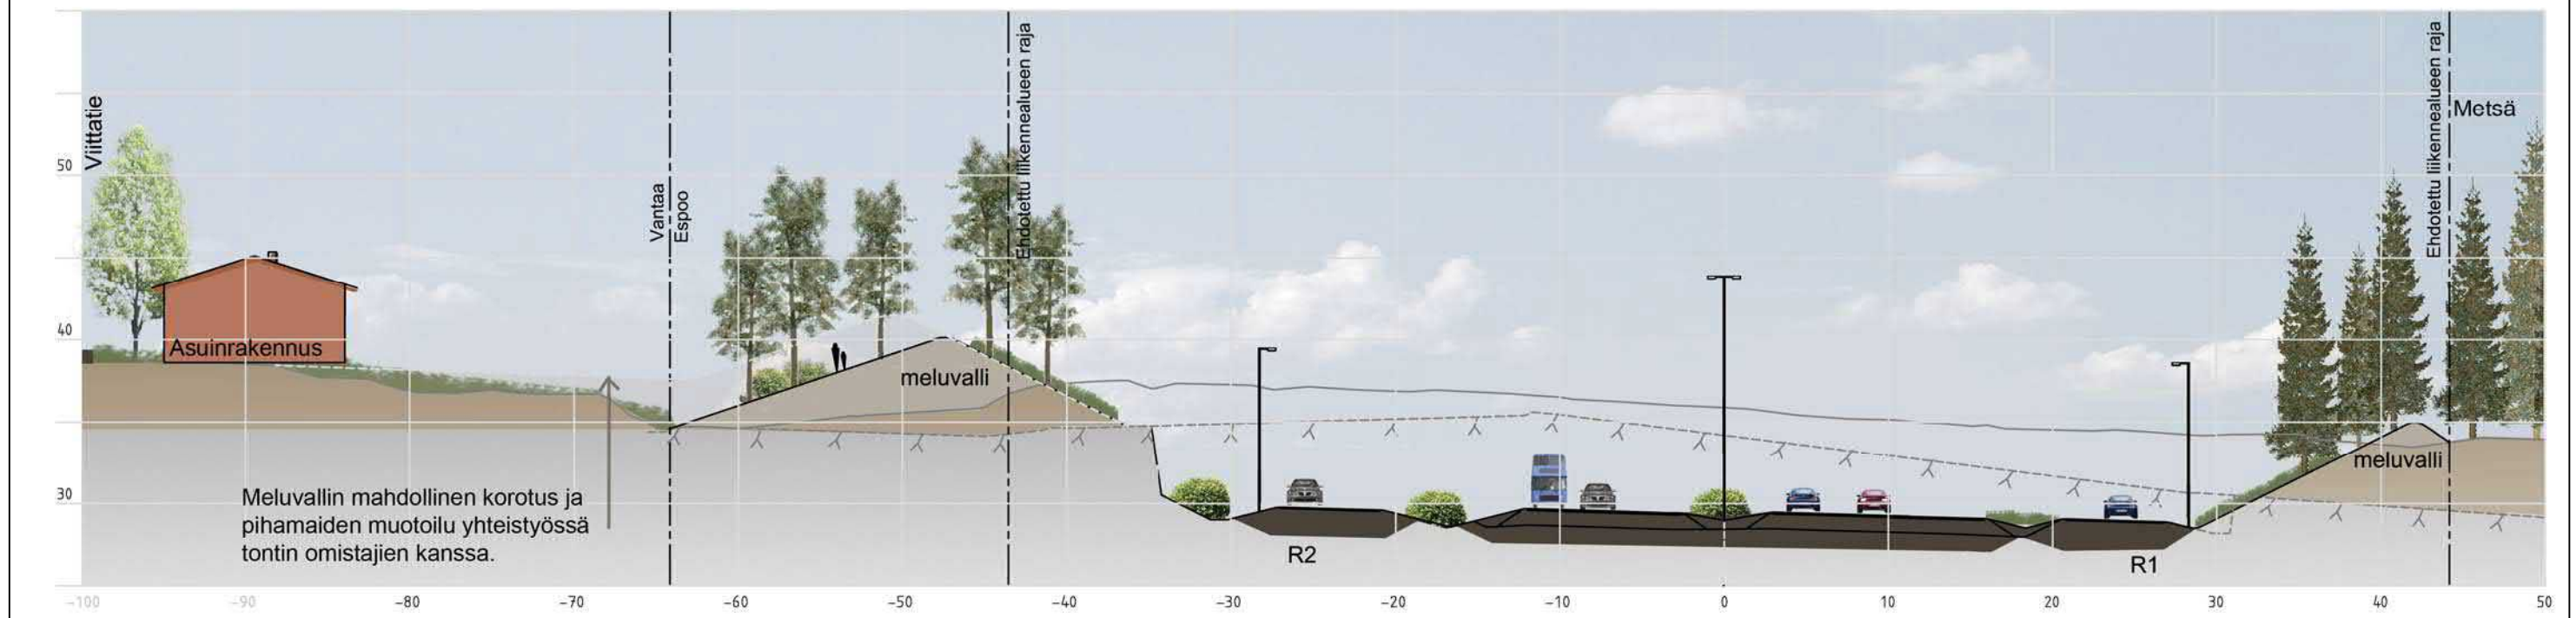 Viittatie
Vantaa
Espoo
Ehdotettu liikennealueen raja
Ehdotettu liikennealueen raja
Metsä
50
40
30
Asuinrakennus
meluvalli
meluvalli
Meluvallin mahdollinen korotus ja
pihamaiden muotoilu yhteistyössä
tontin omistajien kanssa.
R2
R1
-100 -90 -80 -70 -60 -50 -40 -30 -20 -10 0 10 20 30 40 50